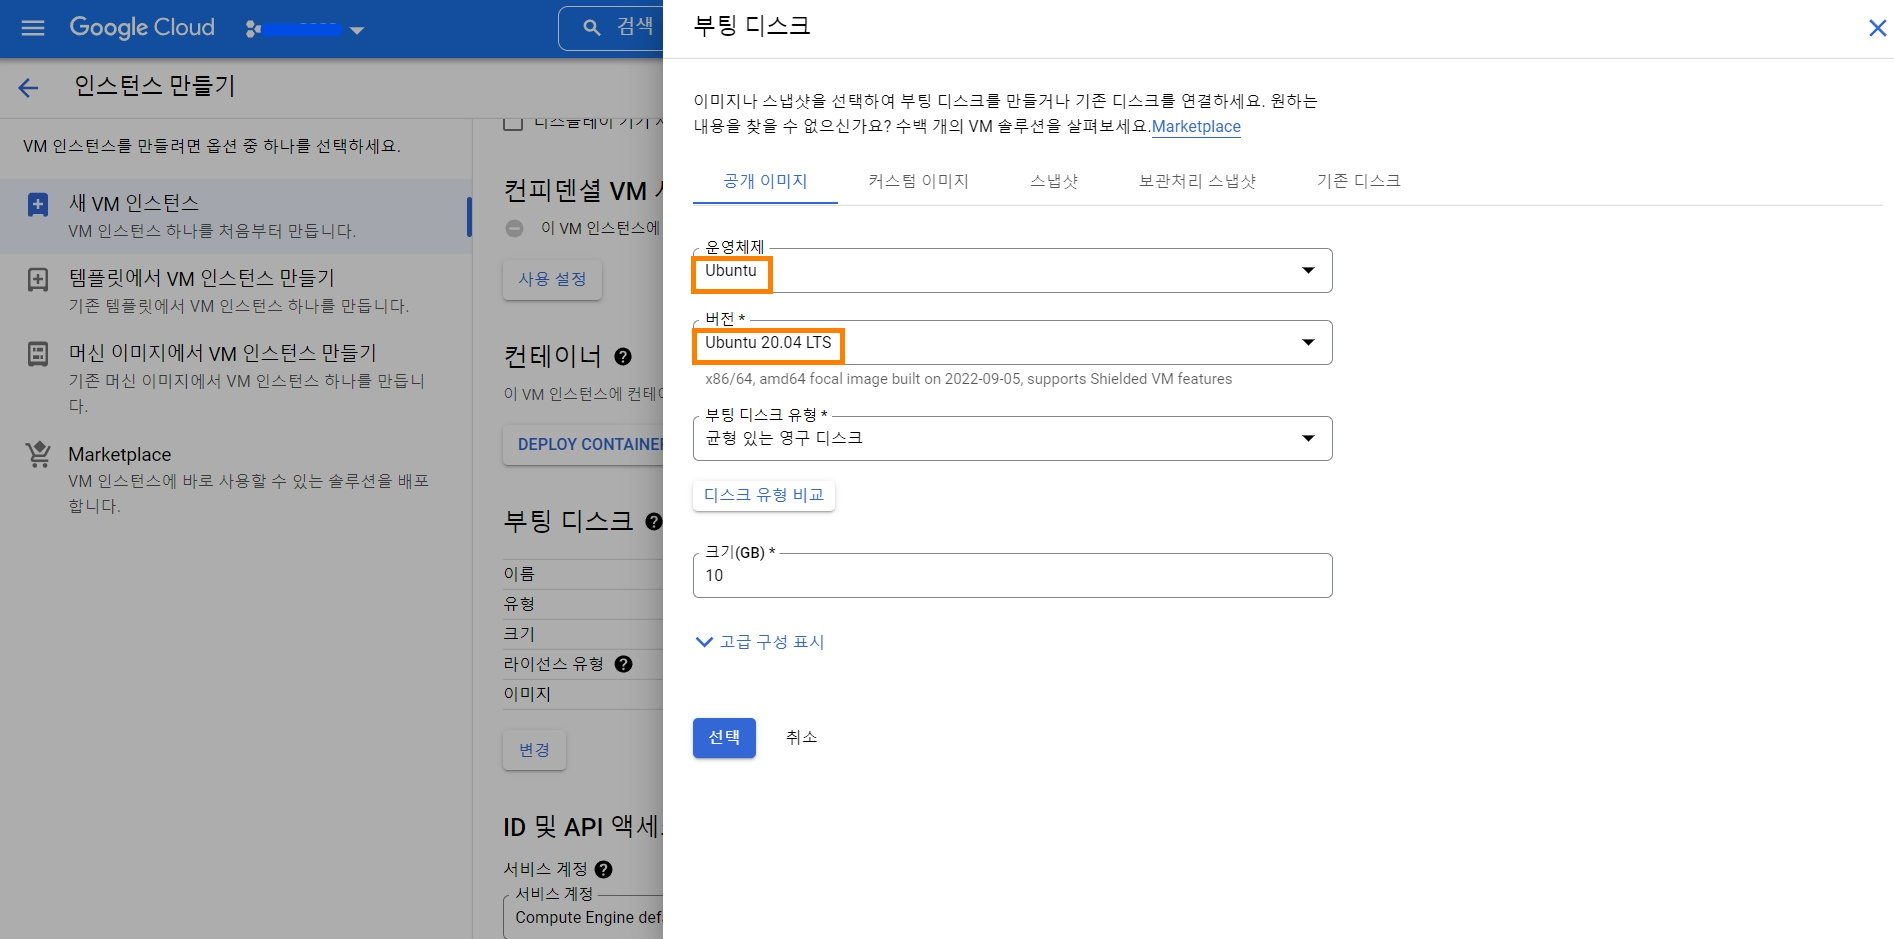 Google Cloud
검색
인스턴스 만들기
VM 인스턴스를 만들려면 옵션 중 하나를 선택하세요.
새 VM 인스턴스
VM 인스턴스 하나를 처음부터 만듭니다.
템플릿에서 VM 인스턴스 만들기
기존 템플릿에서 VM 인스턴스 하나를 만듭니다.
머신 이미지에서 VM 인스턴스 만들기
기존 머신 이미지에서 VM 인스턴스 하나를 만듭니
다.
Marketplace
VM 인스턴스에 바로 사용할 수 있는 솔루션을 배포
합니다.
디스플레이 기기
컨피덴셜 VM
이 VM 인스턴스에
사용 설정
컨테이너
이 VM 인스턴스에
DEPLOY CONTAINER
부팅 디스크
이름
유형
크기
라이선스 유형
이미지
변경
ID 및 API
서비스 계정
서비스 계정
Compute Engine
부팅 디스크
이미지나 스냅샷을 선택하여 부팅 디스크를 만들거나 기존 디스크를 연결하세요. 원하는
내용을 찾을 수 없으신가요? 수백 개의 VM 솔루션을 살펴보세요.Marketplace
공개 이미지 커스텀 이미지 스냅샷 보관처리 스냅샷 기존 디스크
운영체제
Ubuntu
버전 *
Ubuntu 20.04 LTS
x86/64, amd64 focal image built on 2022-09-05, supports Shielded VM features
부팅 디스크 유형 *
균형 있는 영구 디스크
디스크 유형 비교
크기(GB) *
10
고급 구성 표시
선택 취소